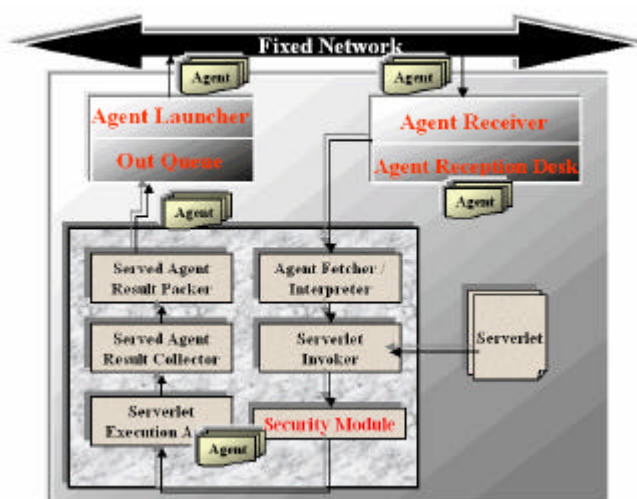 Fixed Network
Agent
Agent
Agent Launcher
Out Queue
Agent Receiver
Agent Reception Desk
Agent
Agent
Served Agent
Result Packer
Agent Fetcher /
Interpreter
Served Agent
Result Collector
Serverlet
Invoker
Serverlet
Serverlet
Execution A
Security Module
Agent